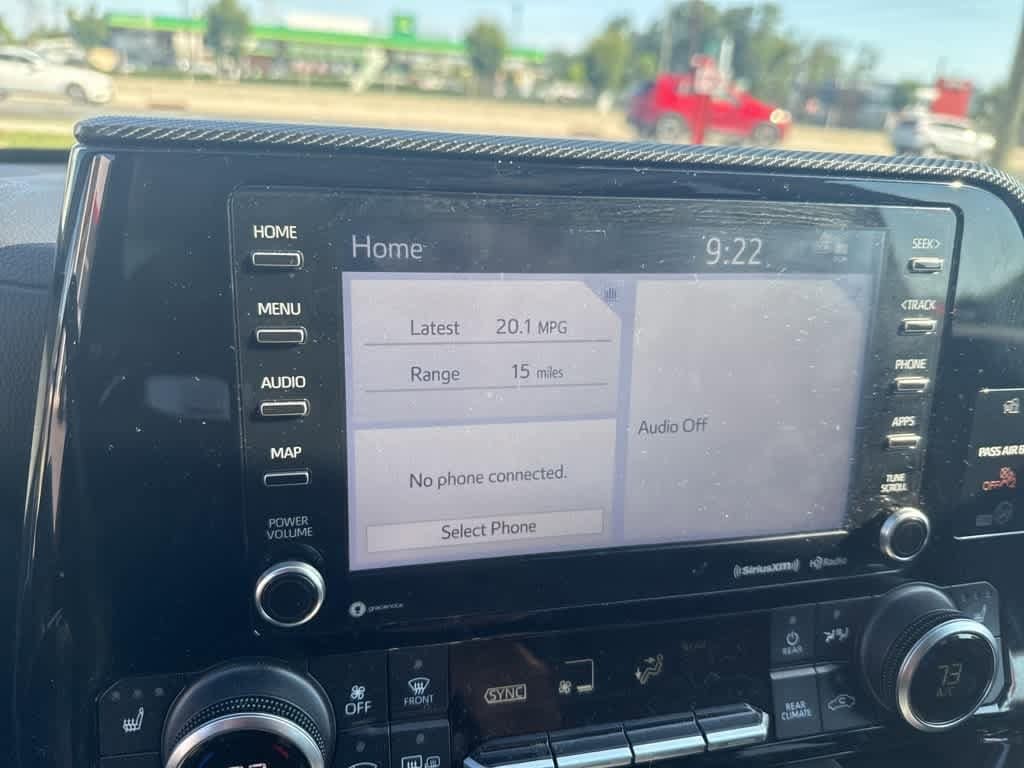 HOME
Home
9:22
SEEK>
MENU
Latest 20.1 MPG
<TRACK
Range 15 miles
PHONE
AUDIO
Audio Off
APPS
MAP
No phone connected.
TUNE
SCROLL
PASS AIR
OFF
POWER
VOLUME
Select Phone
gracenote
SiriusXM
HD Radio
OFF
FRONT
SYNC
REAR
REAR
CLIMATE
73
A/C